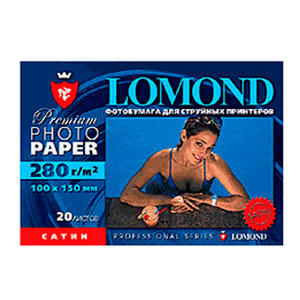 LOMOND
ФОТОБУМАГА ДЛЯ СТРУЙНЫХ ПРИНТЕРОВ
Premium
PHOTO
PAPER
280 г/м²
100 x 150 мм
20 листов
САТИН
PROFESSIONAL SERIES LOMOND